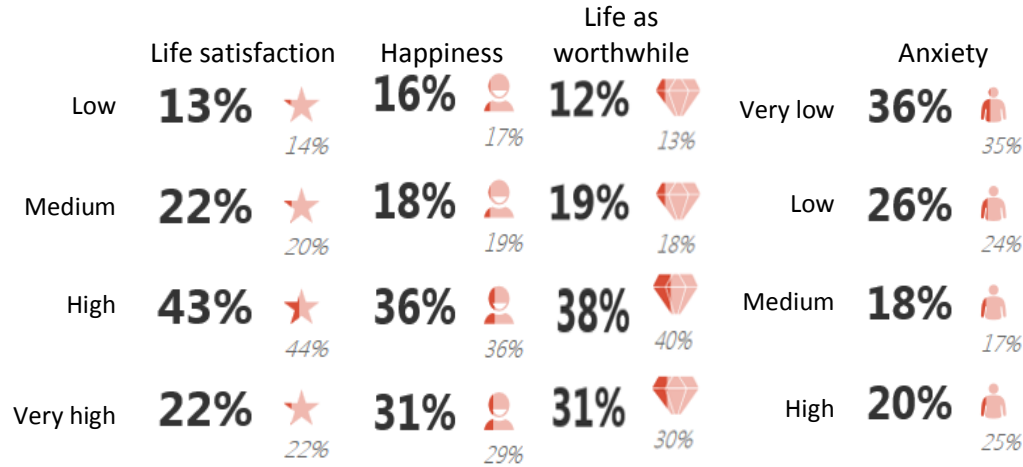 Life satisfaction Happiness Life as worthwhile Anxiety
Low 13% 16% 12% Very low 36%
14% 17% 13% 35%
Medium 22% 18% 19% Low 26%
20% 19% 18% 24%
High 43% 36% 38% Medium 18%
44% 36% 40% 17%
Very high 22% 31% 31% High 20%
22% 29% 30% 25%